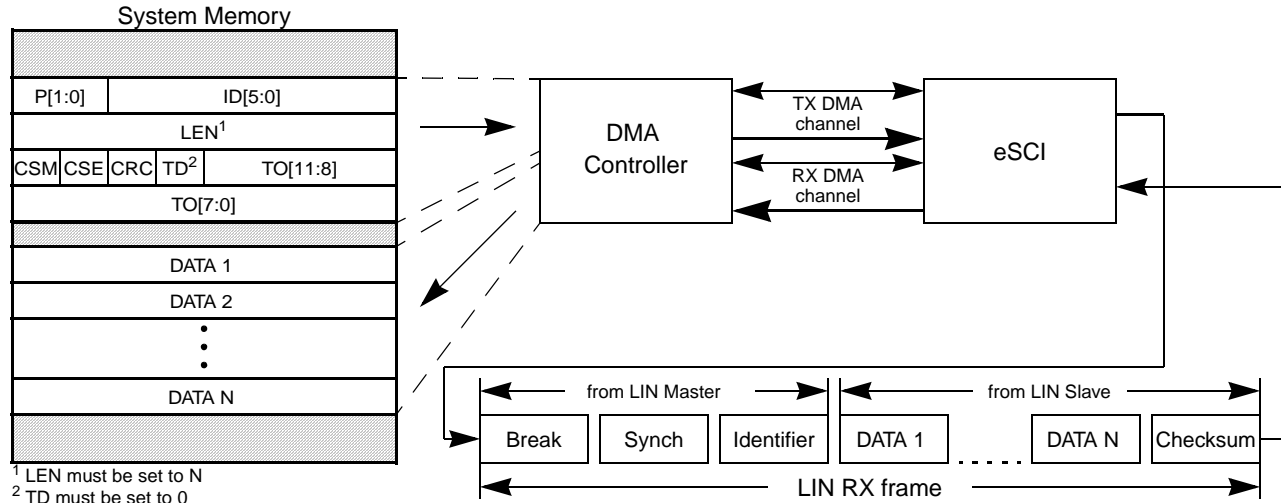 System Memory
P[1:0] ID[5:0]
LEN1
CSM CSE CRC TD2 TO[11:8]
TO[7:0]
DATA 1
DATA 2
DATA N
1 LEN must be set to N
2 TD must be set to 0
DMA
Controller
TX DMA
channel
RX DMA
channel
eSCI
from LIN Master
from LIN Slave
Break Synch Identifier DATA 1 DATA N Checksum
LIN RX frame